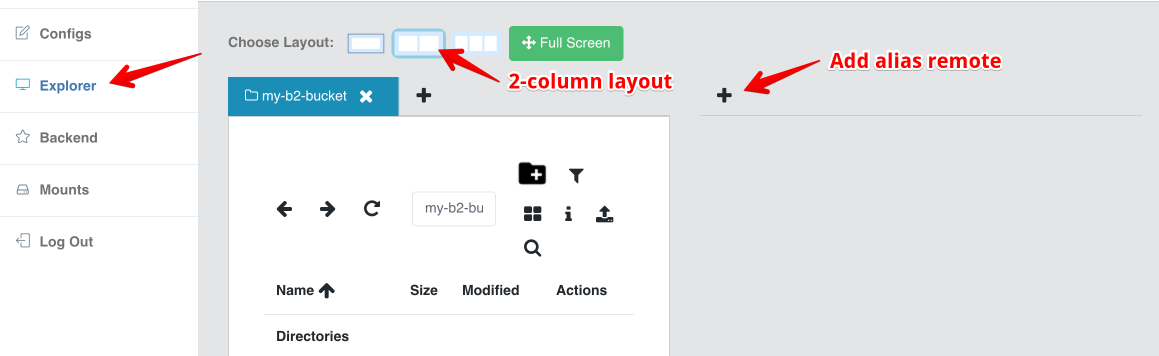 Configs
Explorer
Backend
Mounts
Log Out
Choose Layout:
Full Screen
2-column layout
Add alias remote
my-b2-bucket
my-b2-bu
Name
Size
Modified
Actions
Directories